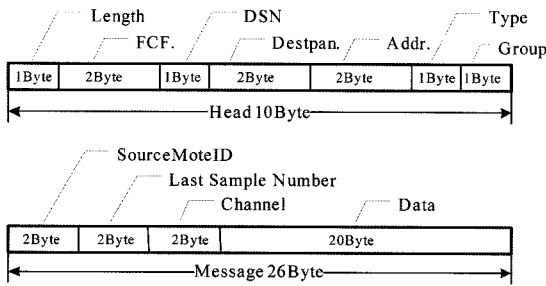 Length DSN Type
FCF. Destpan. Addr. Group
1Byte 2Byte 1Byte 2Byte 2Byte 1Byte 1Byte
Head 10Byte
SourceMoteID
Last Sample Number
Channel Data
2Byte 2Byte 2Byte 20Byte
Message 26Byte